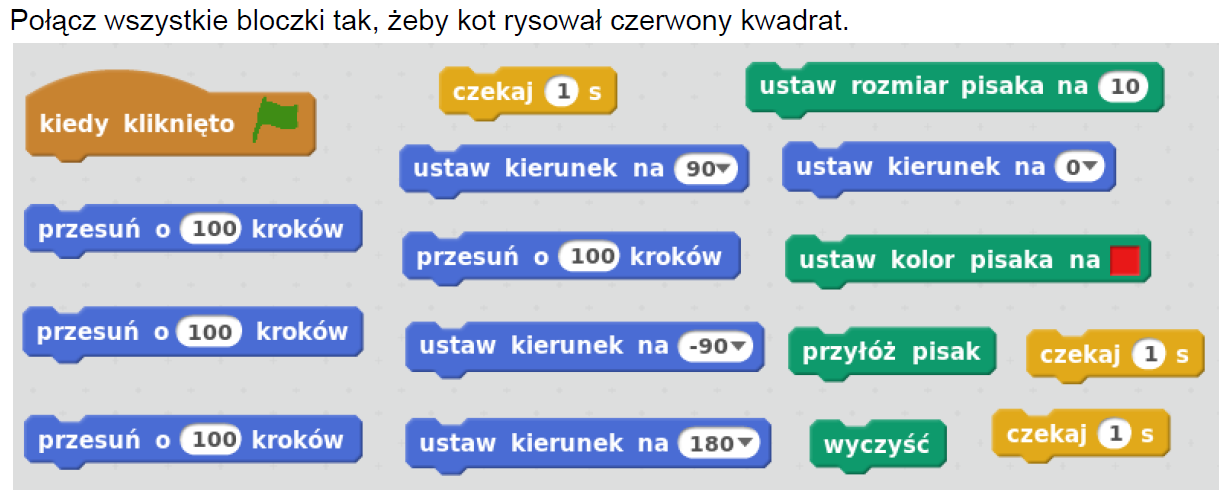 Połącz wszystkie bloczki tak, żeby kot rysował czerwony kwadrat.
kiedy kliknięto
przesuń o 100 kroków
przesuń o 100 kroków
przesuń o 100 kroków
czekaj 1 s
ustaw kierunek na 90
przesuń o 100 kroków
ustaw kierunek na -90
ustaw kierunek na 180
ustaw rozmiar pisaka na 10
ustaw kierunek na 0
ustaw kolor pisaka na
przyłóż pisak
czekaj 1 s
wyczyść
czekaj 1 s